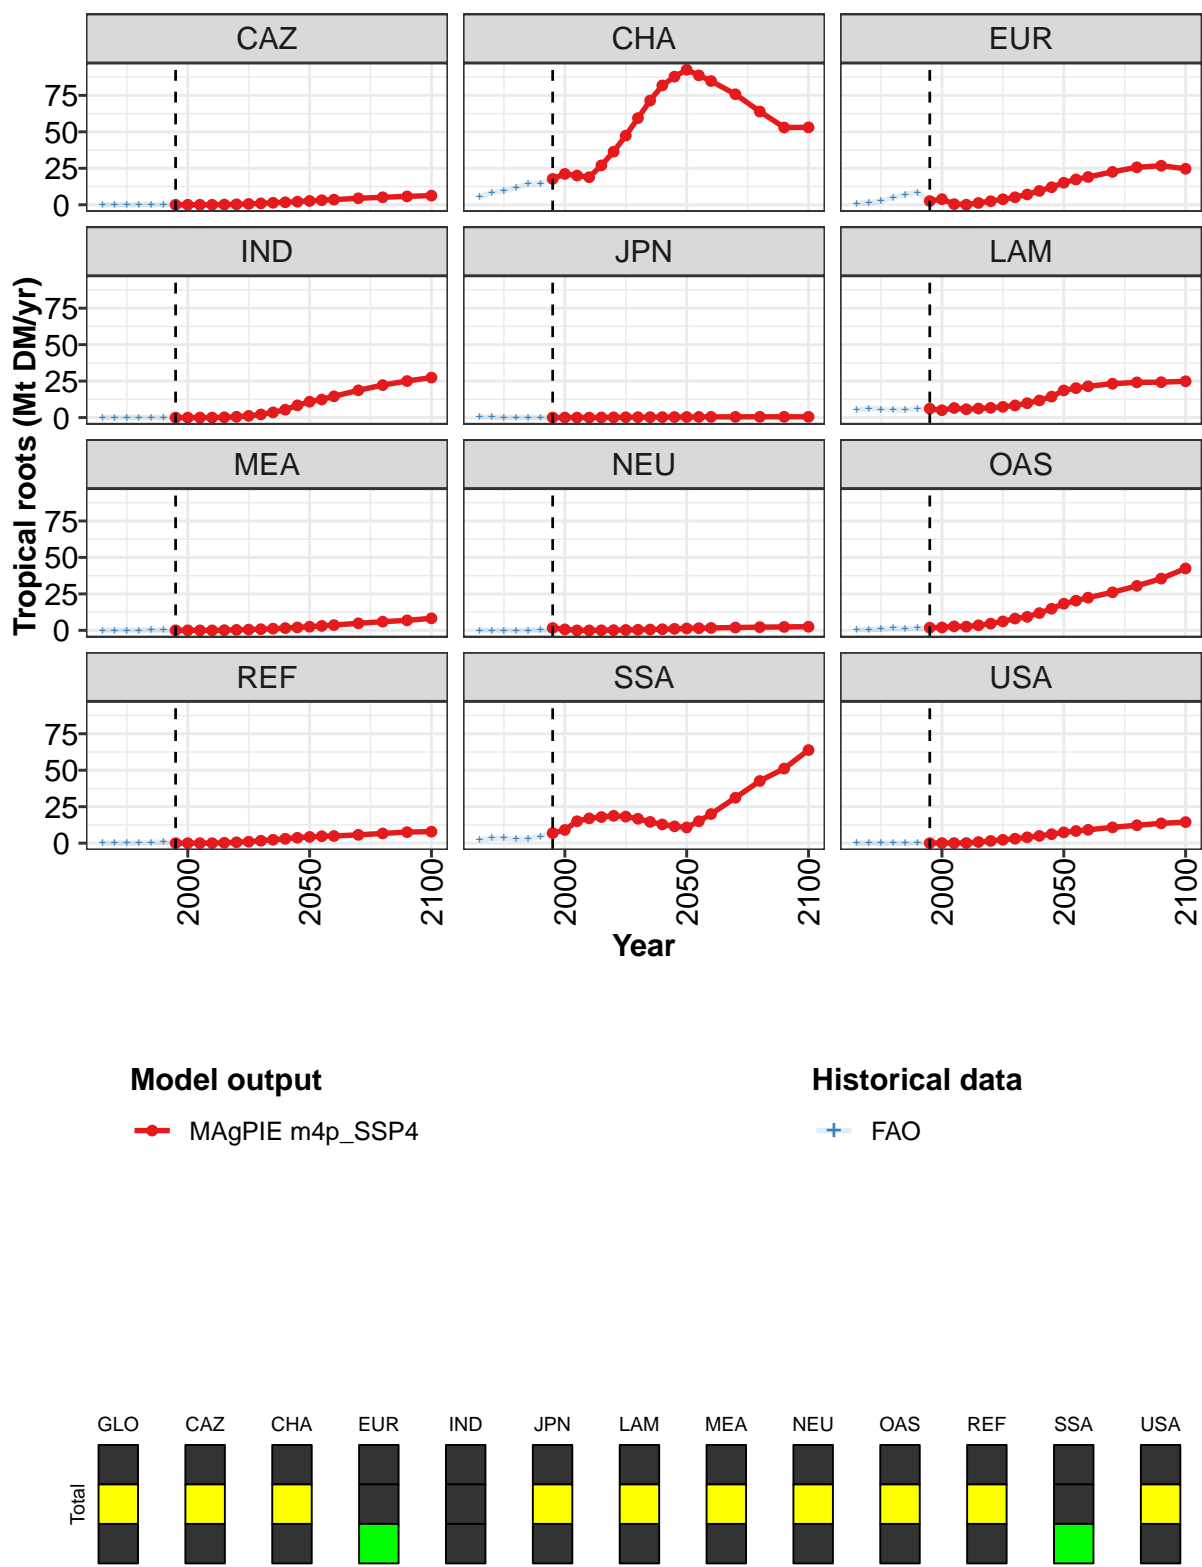 CAZ CHA EUR
75
50
25
0
IND JPN LAM
75
50
25
0
MEA NEU OAS
75
50
25
0
REF SSA USA
75
50
25
0
Tropical roots (Mt DM/yr)
2000 2050 2100 2000 2050 2100 2000 2050 2100
Year
Model output Historical data
MAgPIE m4p_SSP4 FAO
GLO CAZ CHA EUR IND JPN LAM MEA NEU OAS REF SSA USA
Total